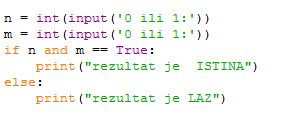 n = int(input('0 ili 1:'))
m = int(input('0 ili 1:'))
if n and m == True:
    print("rezultat je  ISTINA")
else:
    print("rezultat je LAZ")